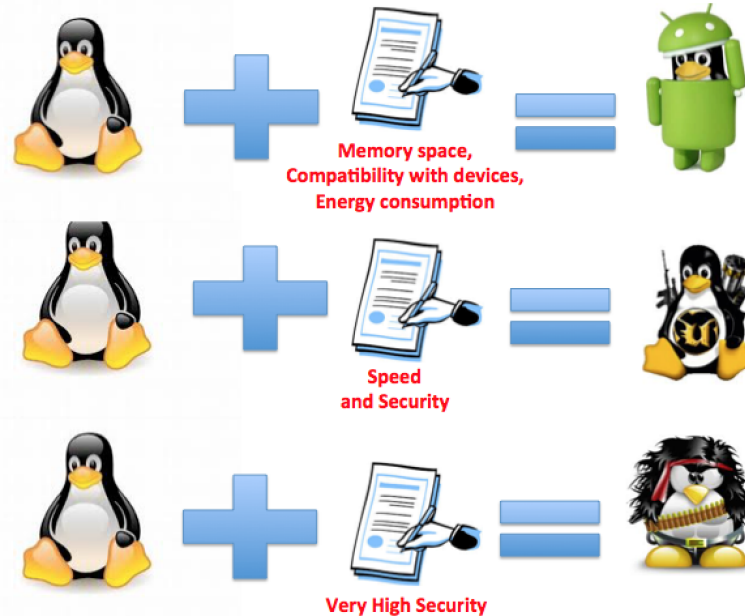 Memory space,
Compatibility with devices,
Energy consumption
Speed
and Security
Very High Security